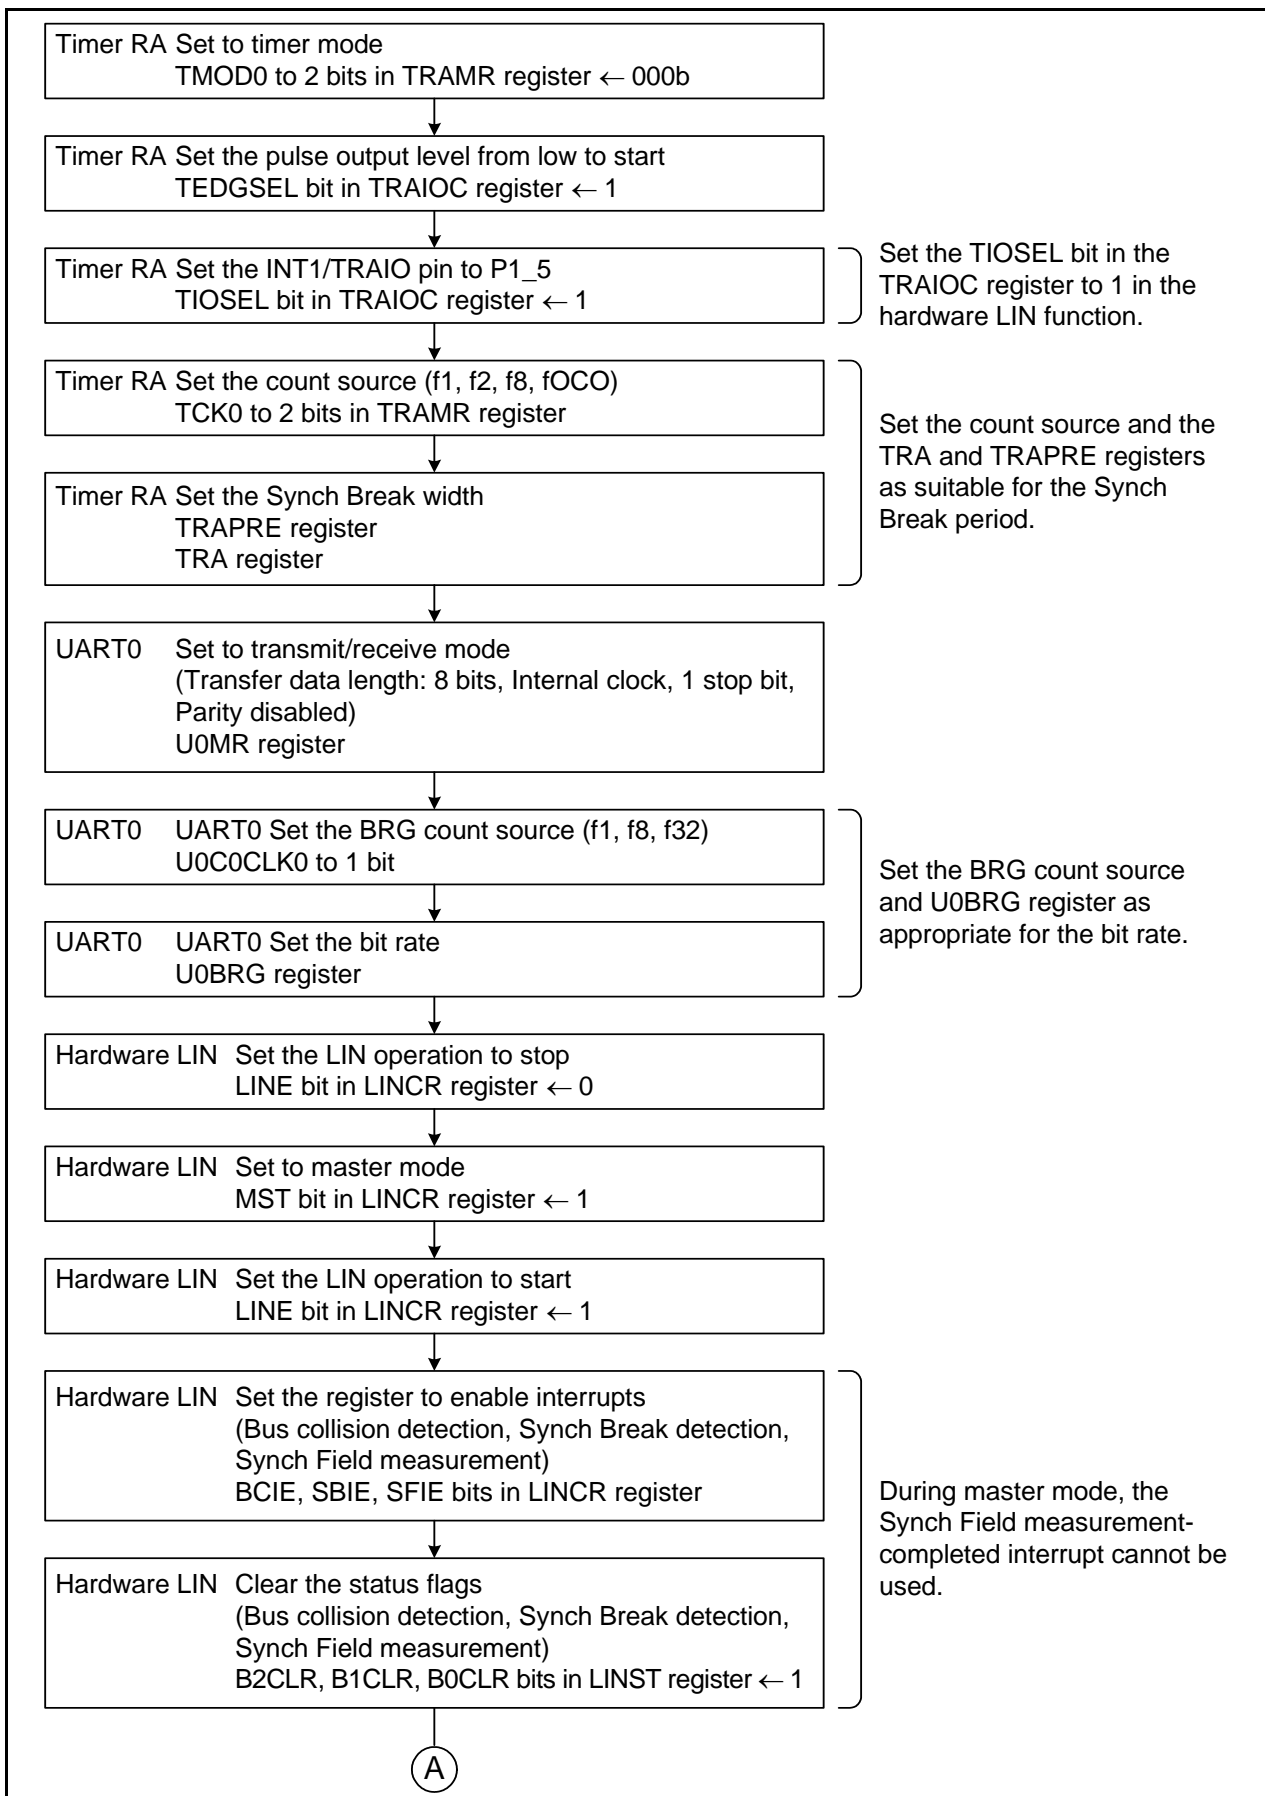 Timer RA Set to timer mode
TMOD0 to 2 bits in TRAMR register ← 000b
Timer RA Set the pulse output level from low to start
TEDGSEL bit in TRAIOC register ← 1
Timer RA Set the INT1/TRAIO pin to P1_5
TIOSEL bit in TRAIOC register ← 1
Set the TIOSEL bit in the
TRAIOC register to 1 in the
hardware LIN function.
Timer RA Set the count source (f1, f2, f8, fOCO)
TCK0 to 2 bits in TRAMR register
Timer RA Set the Synch Break width
TRAPRE register
TRA register
Set the count source and the
TRA and TRAPRE registers
as suitable for the Synch
Break period.
UART0 Set to transmit/receive mode
(Transfer data length: 8 bits, Internal clock, 1 stop bit,
Parity disabled)
U0MR register
UART0 UART0 Set the BRG count source (f1, f8, f32)
U0C0CLK0 to 1 bit
UART0 UART0 Set the bit rate
U0BRG register
Set the BRG count source
and U0BRG register as
appropriate for the bit rate.
Hardware LIN Set the LIN operation to stop
LINE bit in LINCR register ← 0
Hardware LIN Set to master mode
MST bit in LINCR register ← 1
Hardware LIN Set the LIN operation to start
LINE bit in LINCR register ← 1
Hardware LIN Set the register to enable interrupts
(Bus collision detection, Synch Break detection,
Synch Field measurement)
BCIE, SBIE, SFIE bits in LINCR register
Hardware LIN Clear the status flags
(Bus collision detection, Synch Break detection,
Synch Field measurement)
B2CLR, B1CLR, B0CLR bits in LINST register ← 1
During master mode, the
Synch Field measurement-
completed interrupt cannot be
used.
A